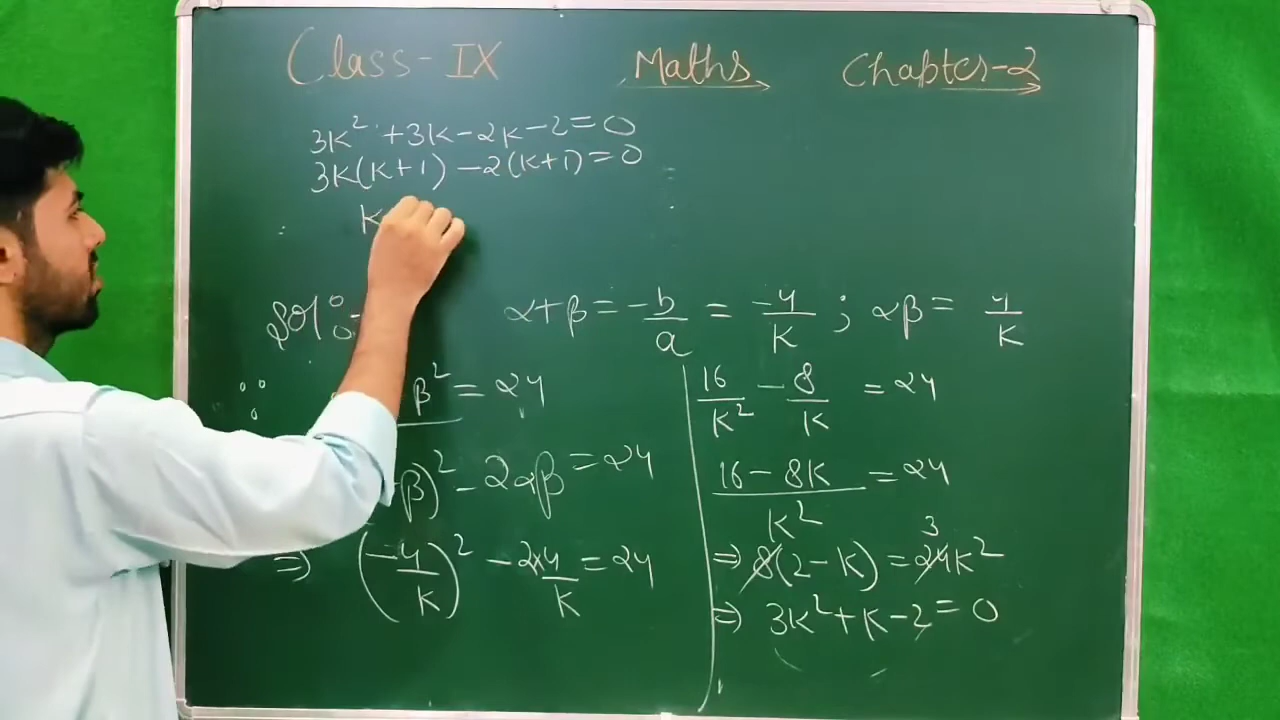 Class-IX Maths Chapter-2
3K² + 3K - 2K - 2 = 0
3K(K+1) - 2(K+1) = 0
K
Sol:- α+β = -b/a = -4/K ; αβ = 4/K
β² = 24
β)² - 2αβ = 24
⇒ (-4/K)² - 2×4/K = 24
16/K² - 8/K = 24
16 - 8K/K² = 24
⇒ 8(2-K) = 24K² 3
⇒ 3K² + K - 2 = 0